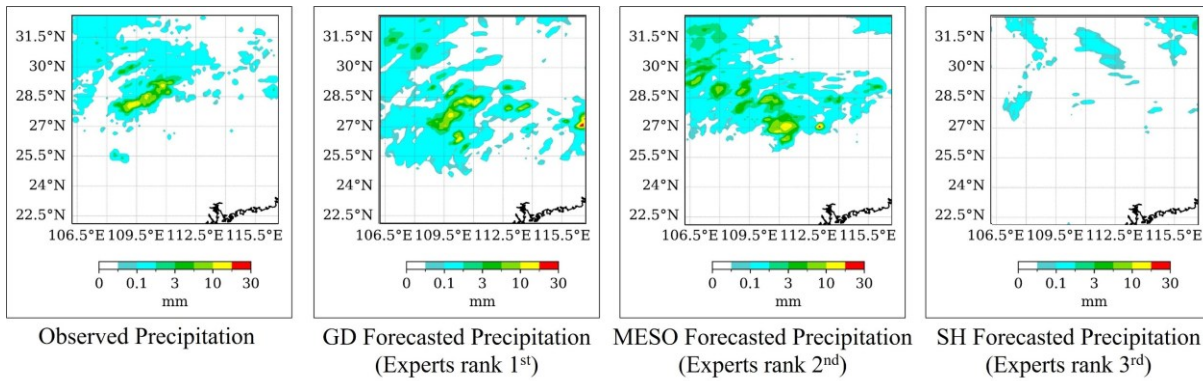 31.5°N
30°N
28.5°N
27°N
25.5°N
24°N
22.5°N
106.5°E 109.5°E 112.5°E 115.5°E
0 0.1 3 10 30
mm
Observed Precipitation
31.5°N
30°N
28.5°N
27°N
25.5°N
24°N
22.5°N
106.5°E 109.5°E 112.5°E 115.5°E
0 0.1 3 10 30
mm
GD Forecasted Precipitation
(Experts rank 1st)
31.5°N
30°N
28.5°N
27°N
25.5°N
24°N
22.5°N
106.5°E 109.5°E 112.5°E 115.5°E
0 0.1 3 10 30
mm
MESO Forecasted Precipitation
(Experts rank 2nd)
31.5°N
30°N
28.5°N
27°N
25.5°N
24°N
22.5°N
106.5°E 109.5°E 112.5°E 115.5°E
0 0.1 3 10 30
mm
SH Forecasted Precipitation
(Experts rank 3rd)